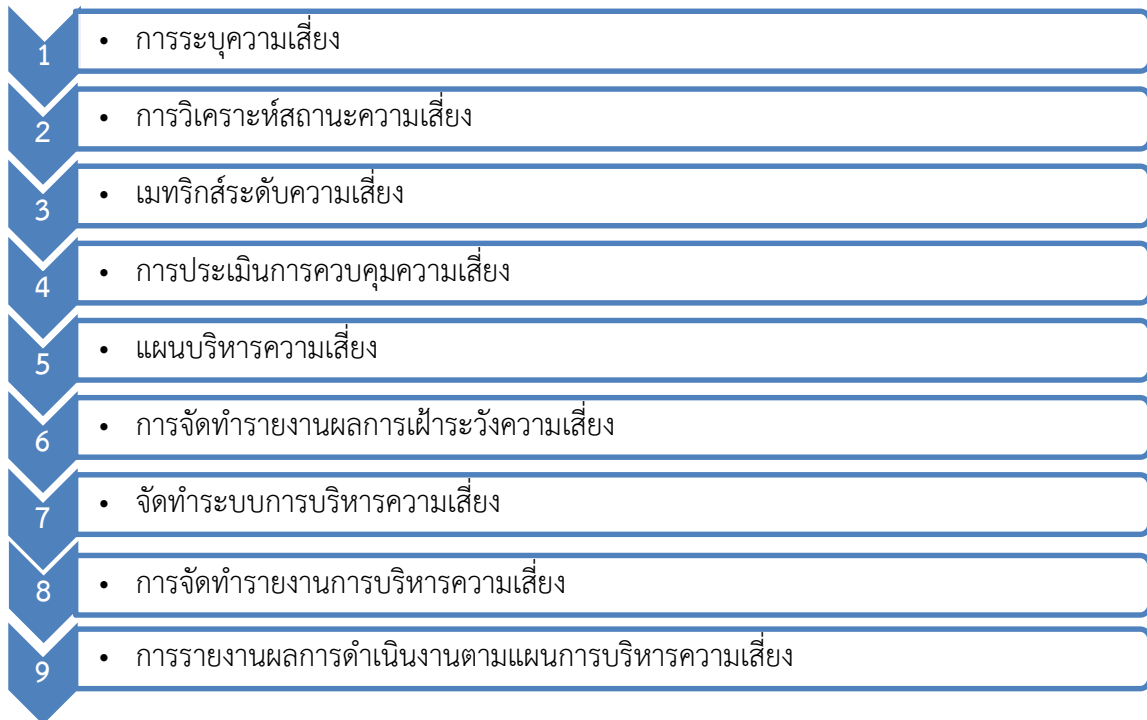 1 • การระบุความเสี่ยง
2 • การวิเคราะห์สถานะความเสี่ยง
3 • เมทริกส์ระดับความเสี่ยง
4 • การประเมินการควบคุมความเสี่ยง
5 • แผนบริหารความเสี่ยง
6 • การจัดทำรายงานผลการเฝ้าระวังความเสี่ยง
7 • จัดทำระบบการบริหารความเสี่ยง
8 • การจัดทำรายงานการบริหารความเสี่ยง
9 • การรายงานผลการดำเนินงานตามแผนการบริหารความเสี่ยง